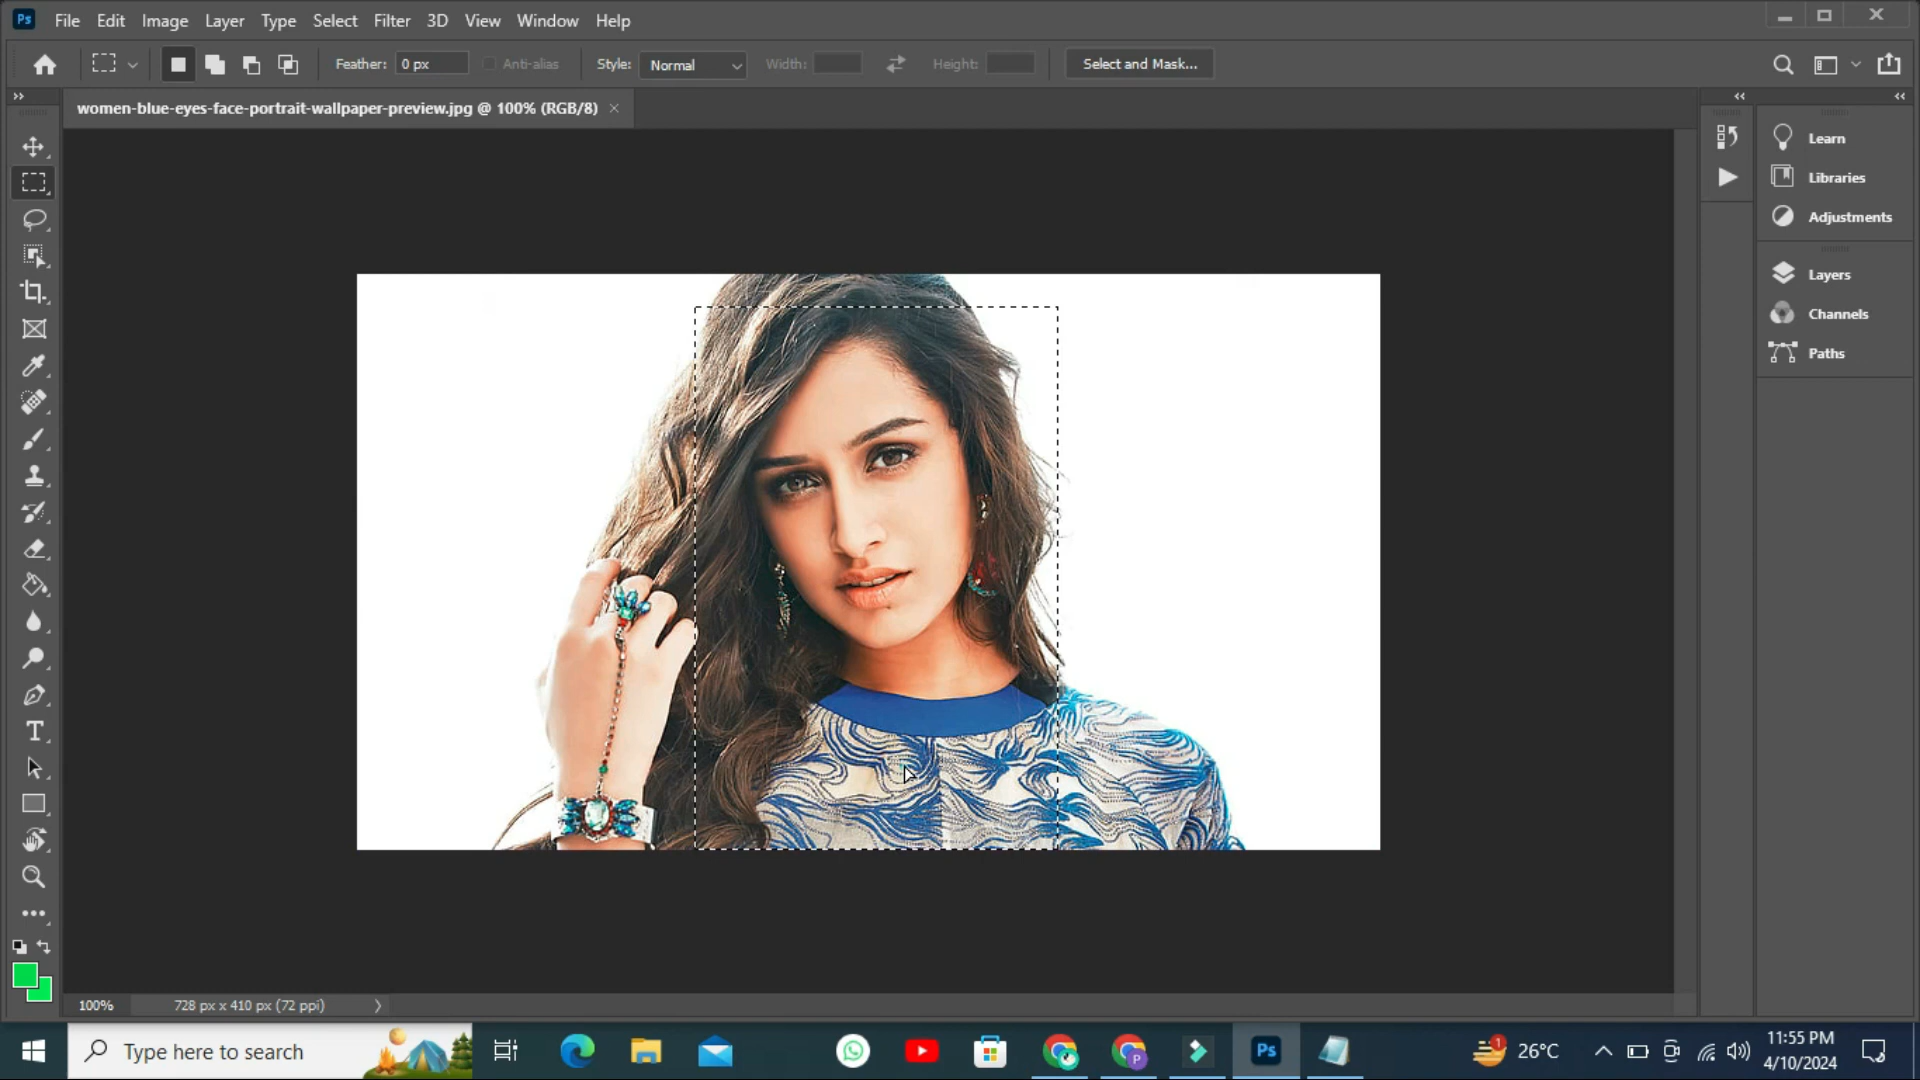 Ps File Edit Image Layer Type Select Filter 3D View Window Help
Feather: 0 px Anti-alias Style: Normal Width: Height: Select and Mask...
women-blue-eyes-face-portrait-wallpaper-preview.jpg @ 100% (RGB/8)
Learn
Libraries
Adjustments
Layers
Channels
Paths
T
100% 728 px x 410 px (72 ppi)
Type here to search
P
Ps
1
26°C
11:55 PM
4/10/2024